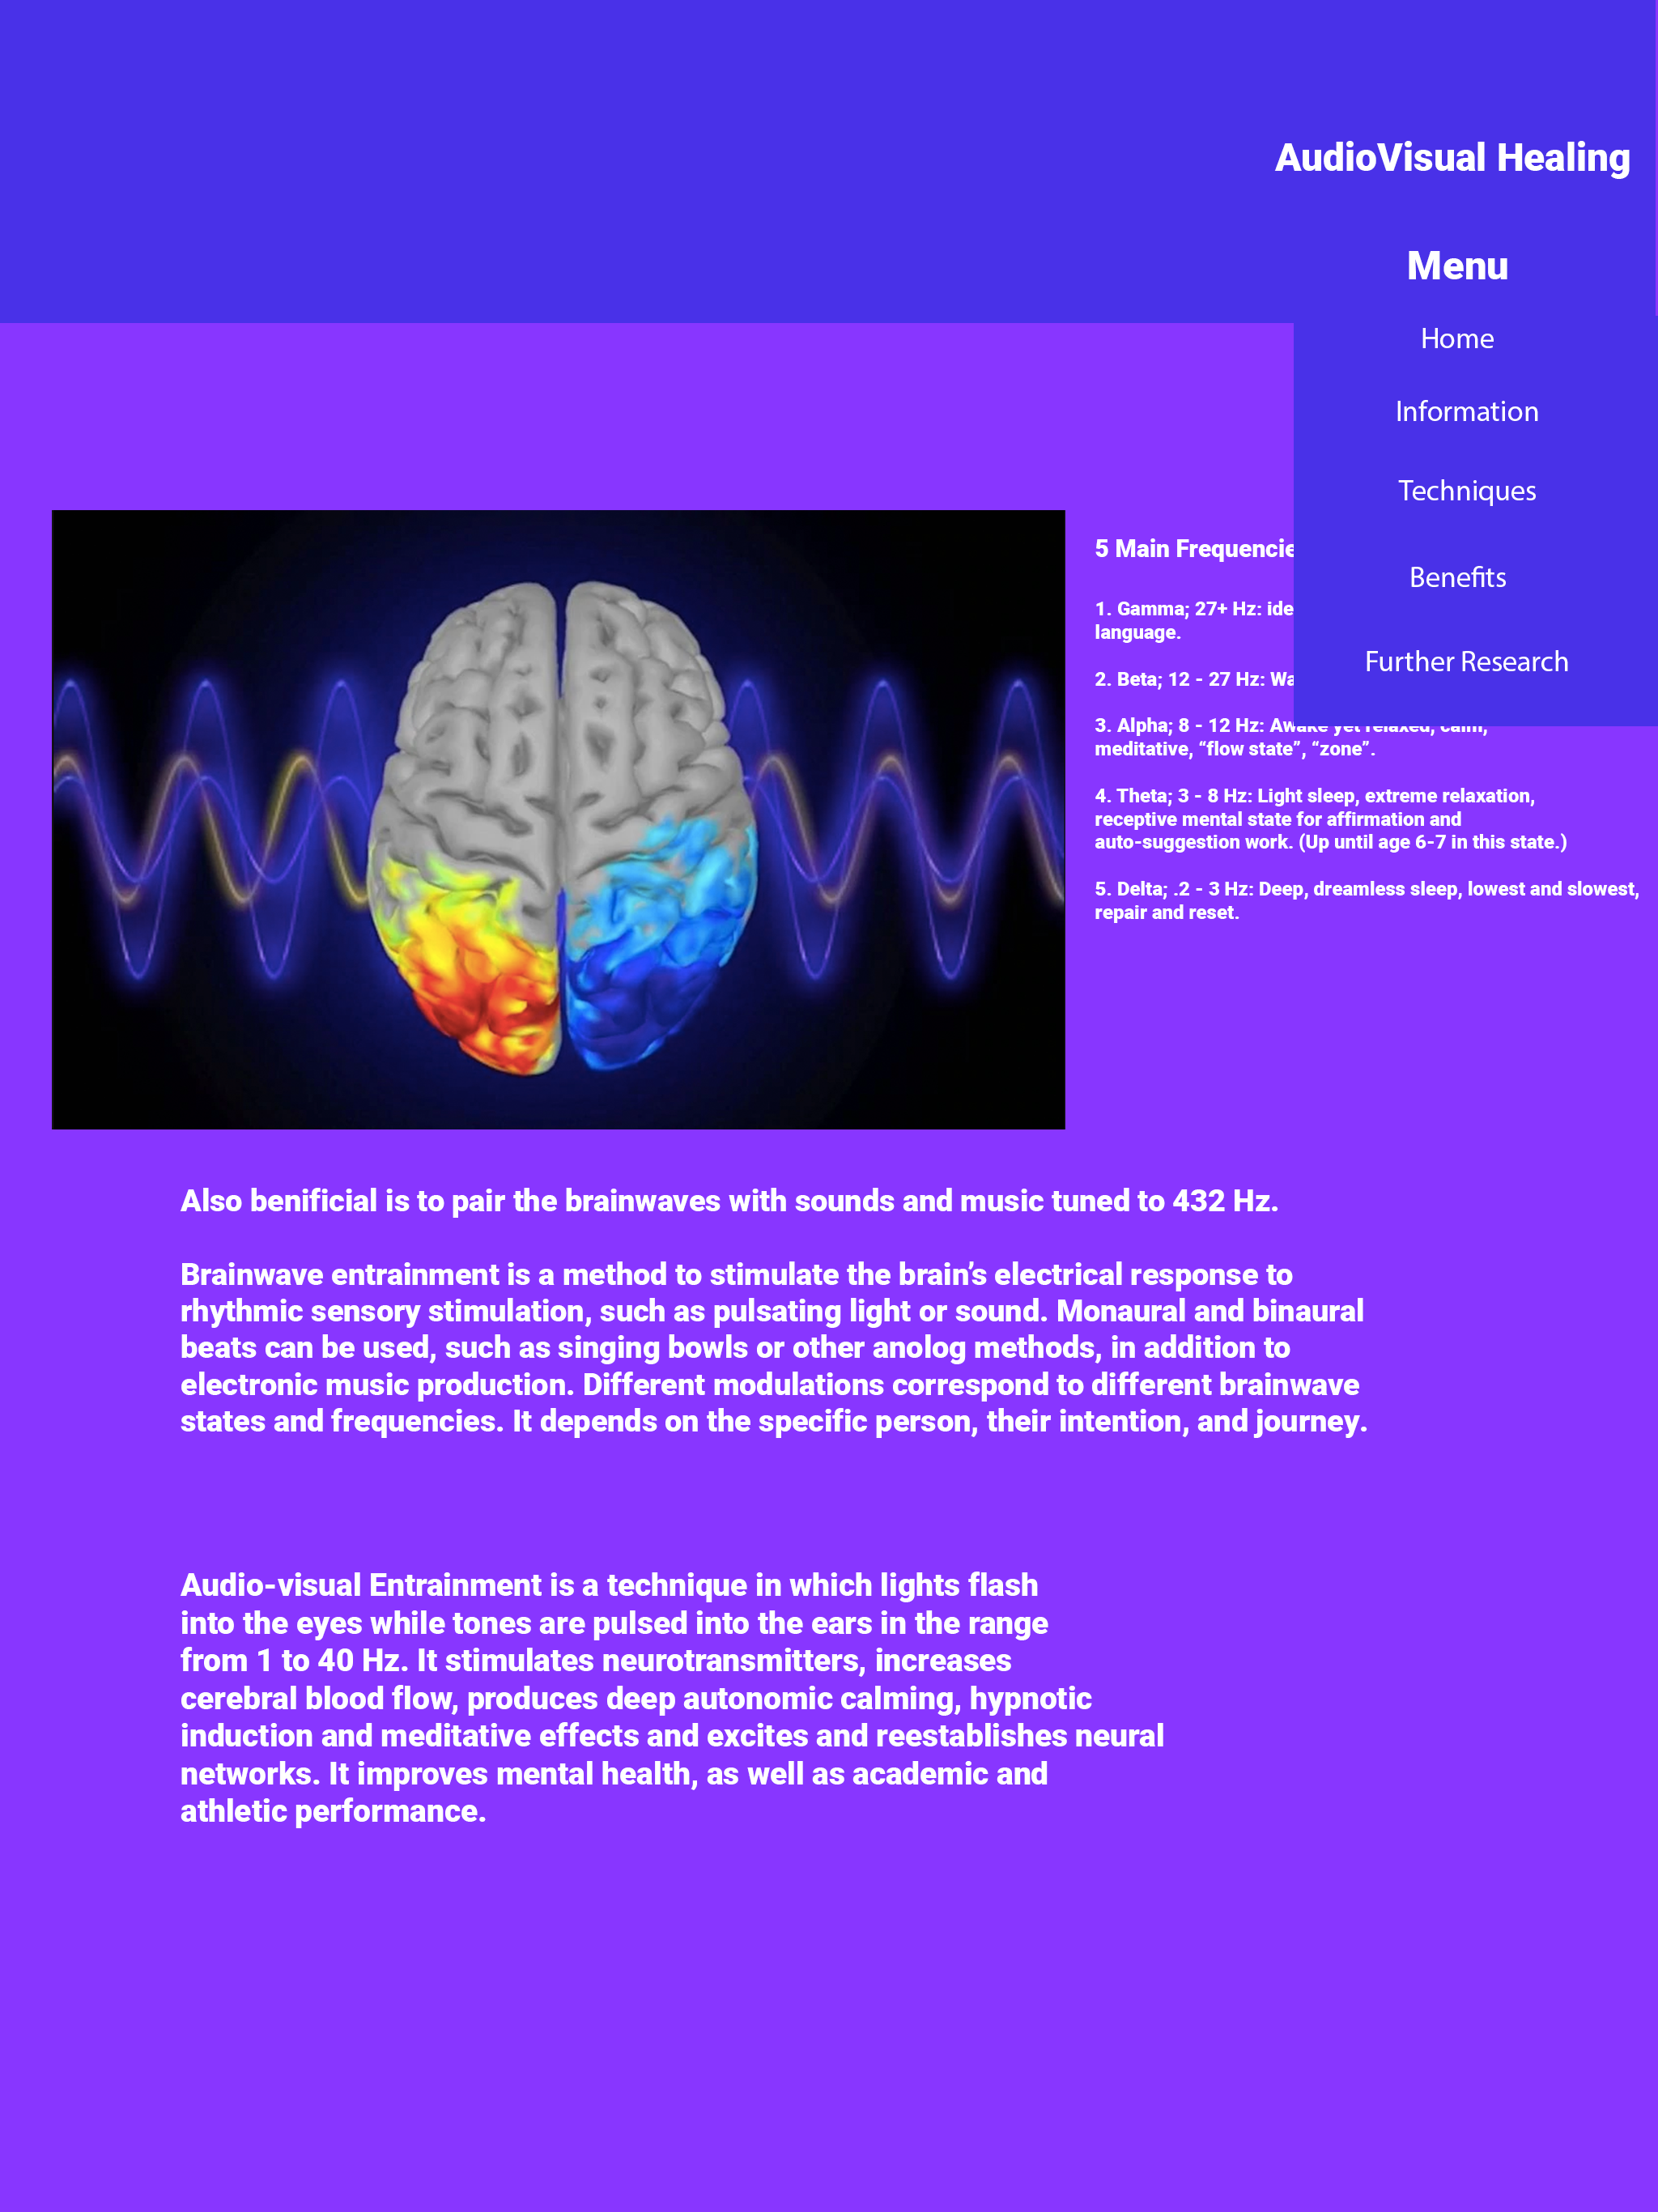 AudioVisual Healing
Menu
Home
Information
Techniques
Benefits
Further Research
5 Main
1. Gamma; 27+ Hz:
language.
2. Beta; 12 - 27 Hz:
3. Alpha; 8 - 12 Hz: Awake yet relaxed, calm,
meditative, “flow state”, “zone”.
4. Theta; 3 - 8 Hz: Light sleep, extreme relaxation,
receptive mental state for affirmation and
auto-suggestion work. (Up until age 6-7 in this state.)
5. Delta; .2 - 3 Hz: Deep, dreamless sleep, lowest and slowest,
repair and reset.
Also benificial is to pair the brainwaves with sounds and music tuned to 432 Hz.
Brainwave entrainment is a method to stimulate the brain’s electrical response to
rhythmic sensory stimulation, such as pulsating light or sound. Monaural and binaural
beats can be used, such as singing bowls or other anolog methods, in addition to
electronic music production. Different modulations correspond to different brainwave
states and frequencies. It depends on the specific person, their intention, and journey.
Audio-visual Entrainment is a technique in which lights flash
into the eyes while tones are pulsed into the ears in the range
from 1 to 40 Hz. It stimulates neurotransmitters, increases
cerebral blood flow, produces deep autonomic calming, hypnotic
induction and meditative effects and excites and reestablishes neural
networks. It improves mental health, as well as academic and
athletic performance.